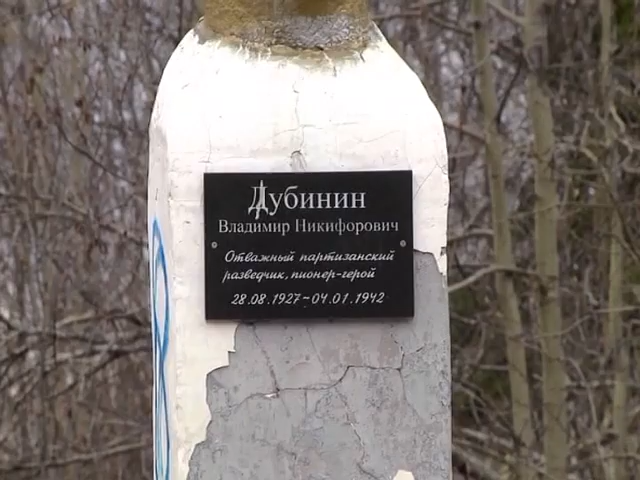 Дубинин
Владимир Никифорович
Отважный партизанский
разведчик, пионер-герой
28.08.1927~04.01.1942